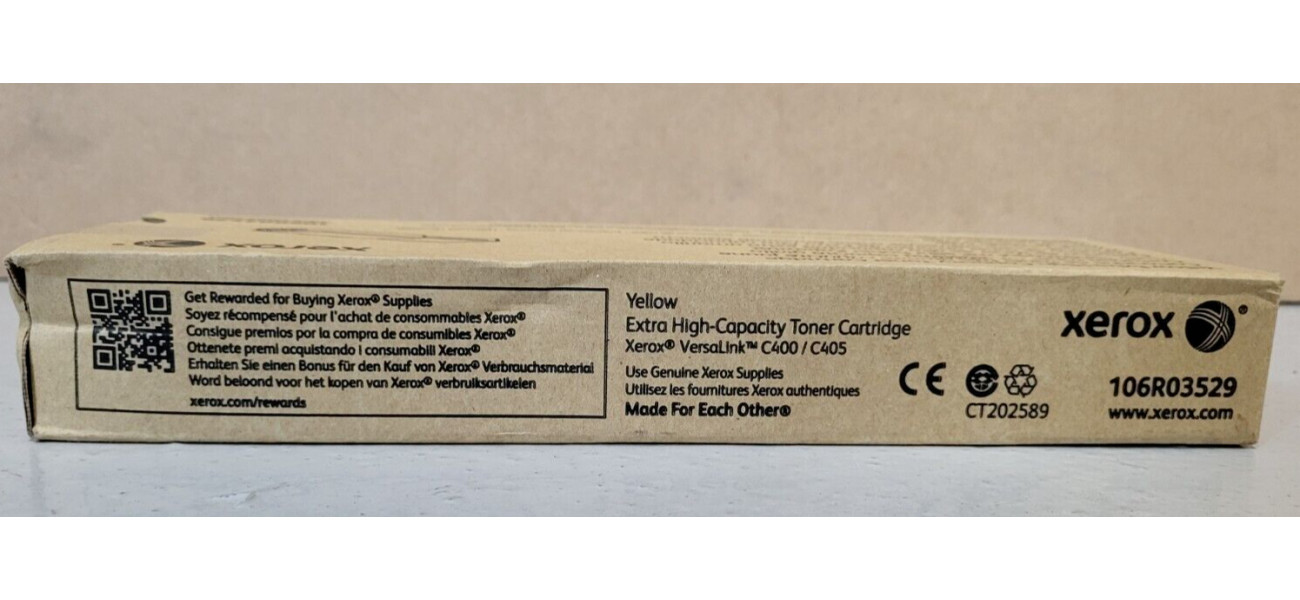 xerox
Get Rewarded for Buying Xerox® Supplies
Soyez récompensé pour l'achat de consommables Xerox®
Consigue premios por la compra de consumibles Xerox®
Ottenete premi acquistando i consumabili Xerox®
Erhalten Sie einen Bonus für den Kauf von Xerox® Verbrauchsmaterial
Word beloond voor het kopen van Xerox® verbruiksartikelen
xerox.com/rewards
Yellow
Extra High-Capacity Toner Cartridge
Xerox® VersaLink™ C400 / C405
Use Genuine Xerox Supplies
Utilisez les fournitures Xerox authentiques
Made For Each Other®
CE
CT202589
xerox®
106R03529
www.xerox.com